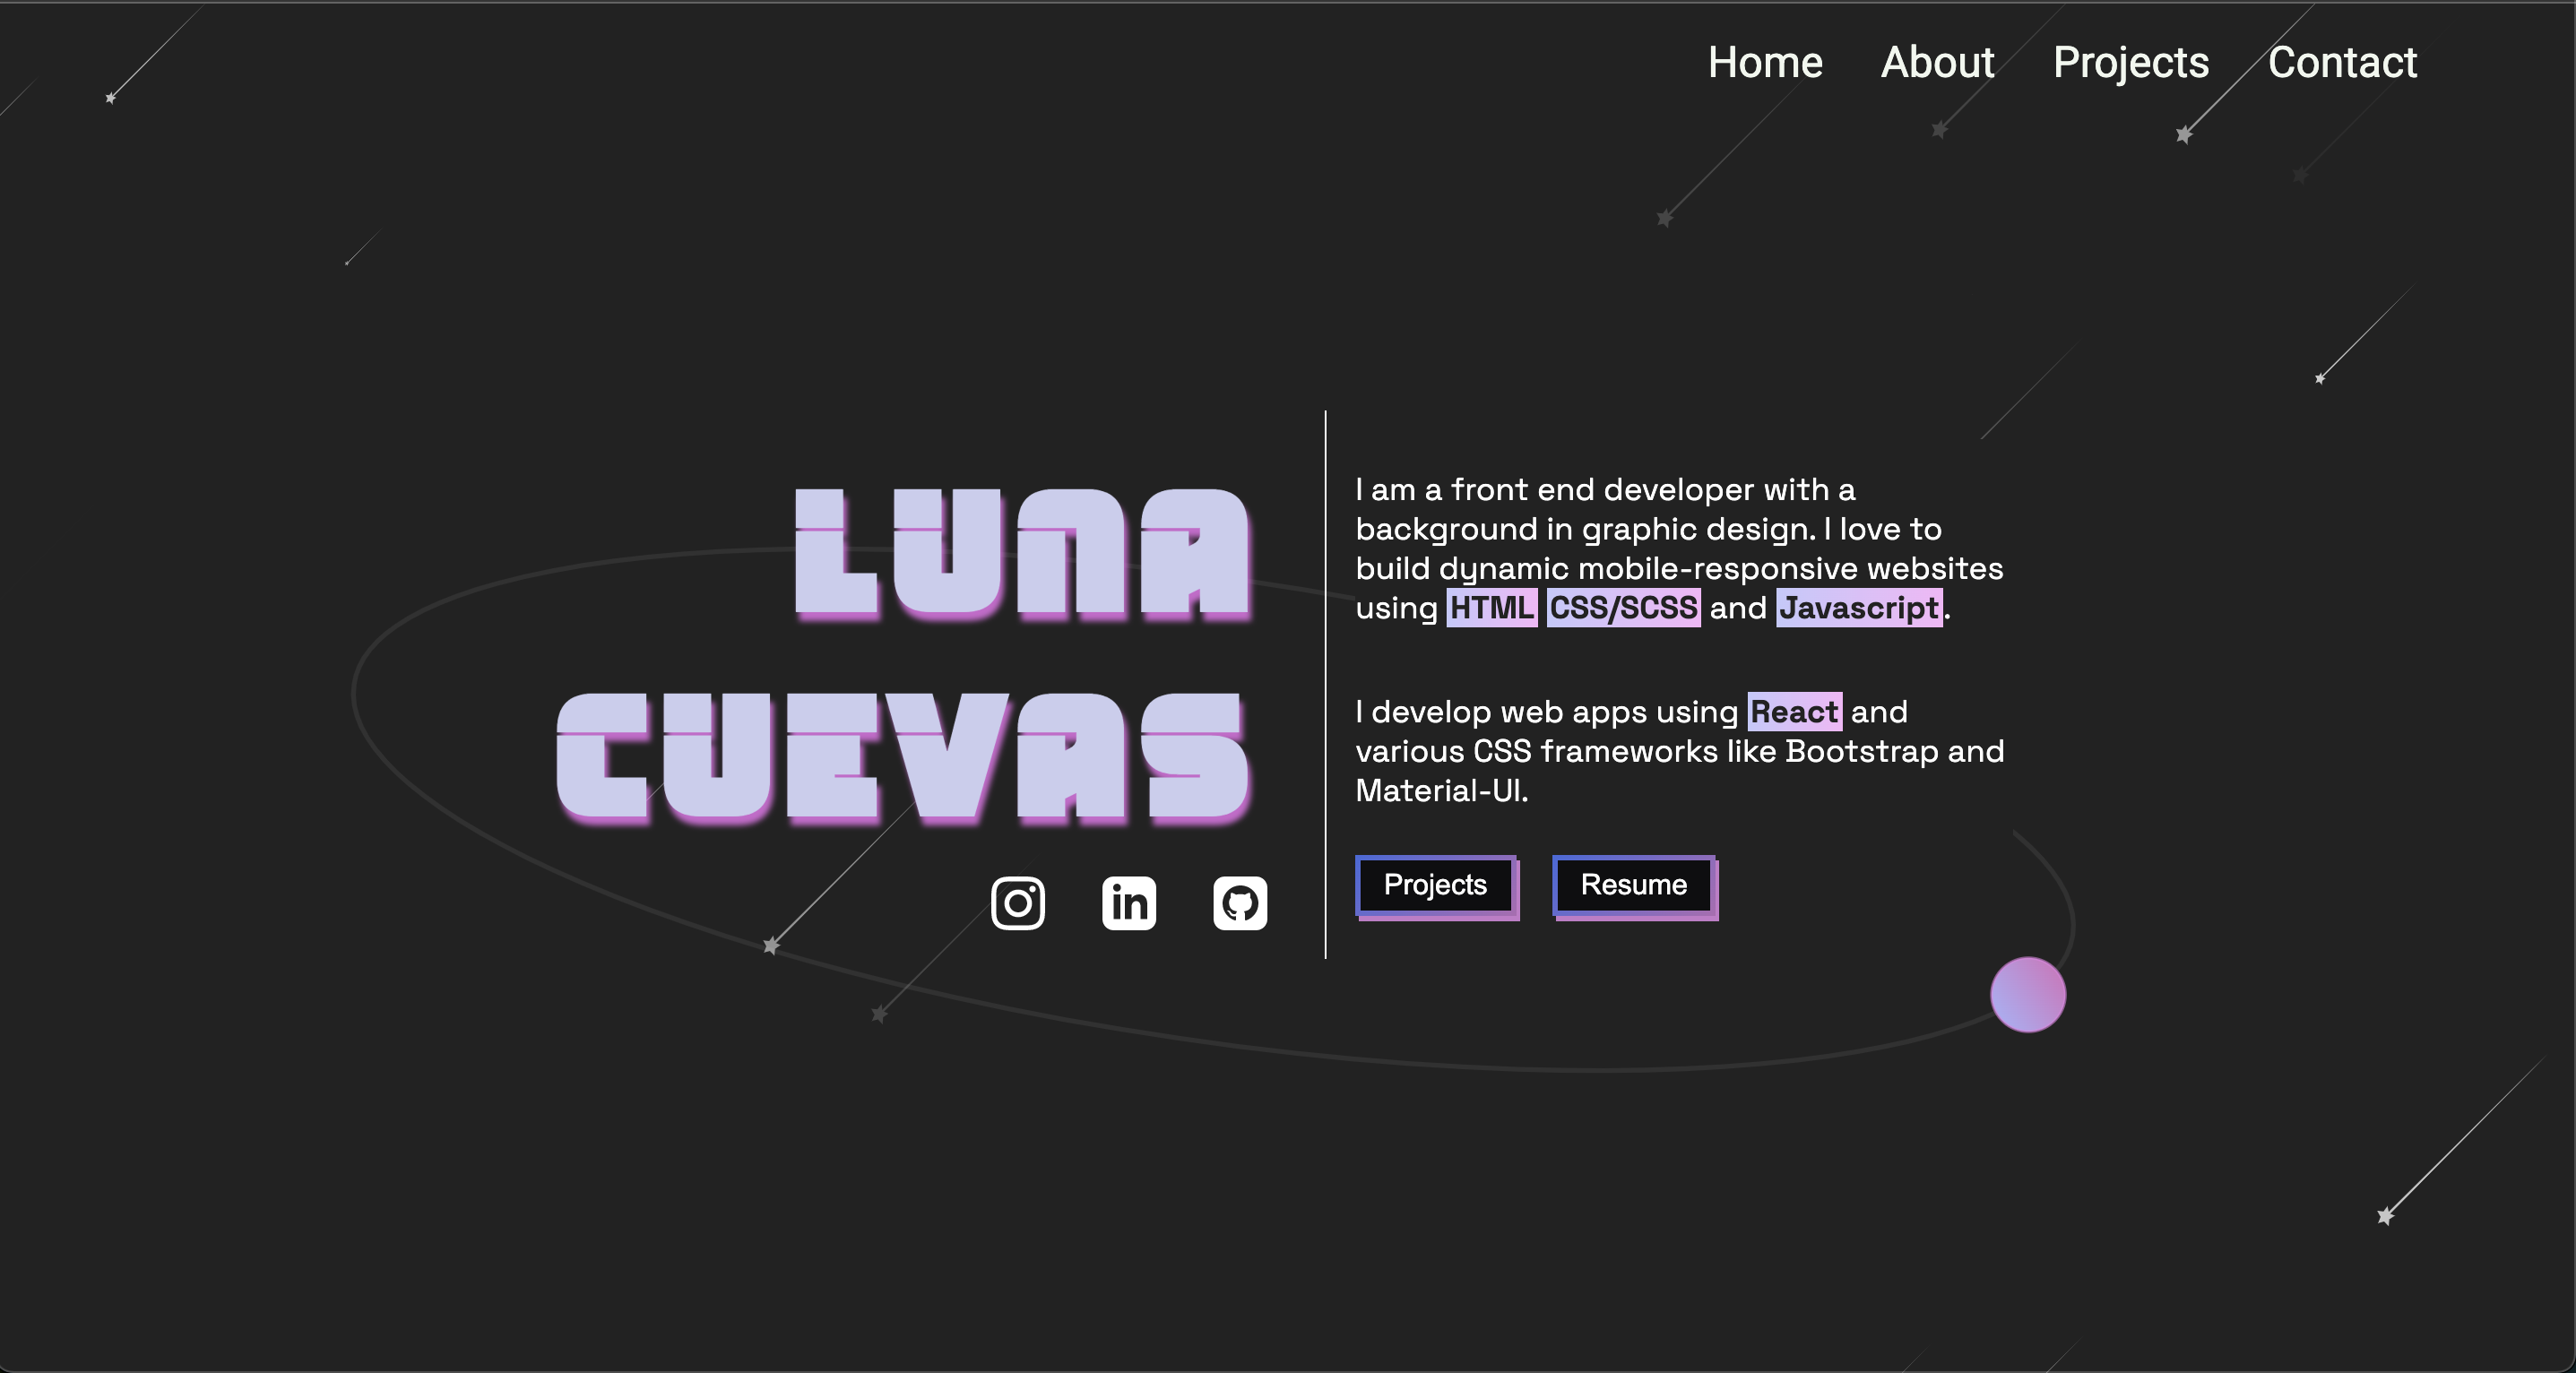 Home About Projects Contact
LUNA
CUEVAS
I am a front end developer with a
background in graphic design. I love to
build dynamic mobile-responsive websites
using HTML CSS/SCSS and Javascript.
I develop web apps using React and
various CSS frameworks like Bootstrap and
Material-UI.
in
Projects Resume